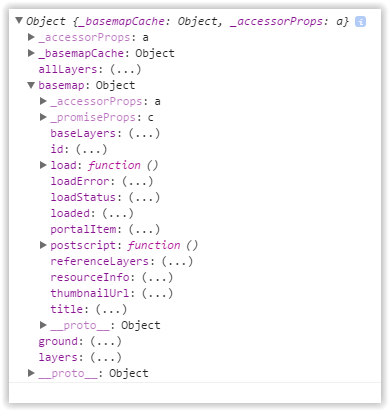 ▼ Object {_basemapCache: Object, _accessorProps: a} i
▶ _accessorProps: a
▶ _basemapCache: Object
allLayers: (...)
▼ basemap: Object
▶ _accessorProps: a
▶ _promiseProps: c
baseLayers: (...)
id: (...)
▶ load: function ()
loadError: (...)
loadStatus: (...)
loaded: (...)
portalItem: (...)
▶ postscript: function ()
referenceLayers: (...)
resourceInfo: (...)
thumbnailUrl: (...)
title: (...)
▶ __proto__: Object
ground: (...)
layers: (...)
▶ __proto__: Object